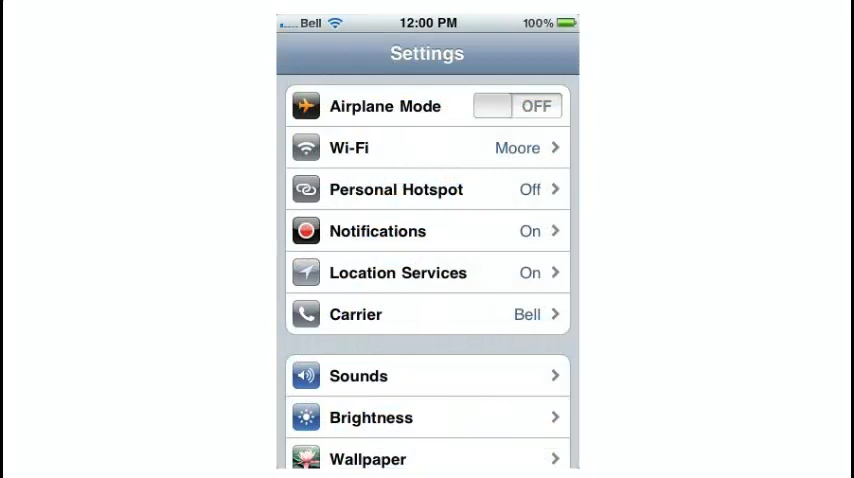 Bell 12:00 PM 100%
Settings
Airplane Mode OFF
Wi-Fi Moore
Personal Hotspot Off
Notifications On
Location Services On
Carrier Bell
Sounds
Brightness
Wallpaper